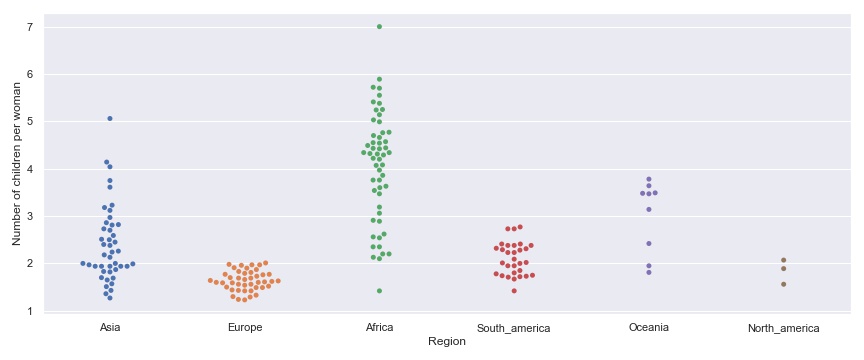 7
6
5
4
3
2
1
Number of children per woman
Asia Europe Africa South_america Oceania North_america
Region